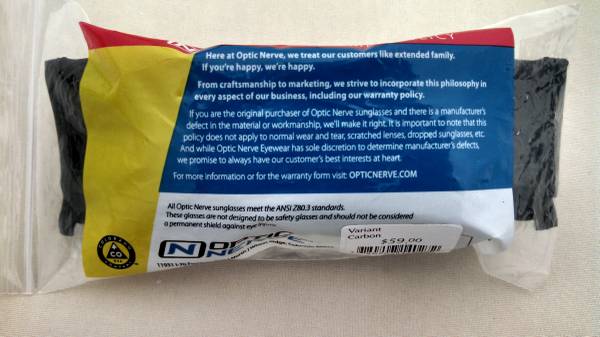 Here at Optic Nerve, we treat our customers like extended family.
If you're happy, we're happy.
From craftsmanship to marketing, we strive to incorporate this philosophy in
every aspect of our business, including our warranty policy.
If you are the original purchaser of Optic Nerve sunglasses and there is a manufacturer's
defect in the material or workmanship, we'll make it right. It is important to note that this
policy does not apply to normal wear and tear, scratched lenses, dropped sunglasses, etc.
And while Optic Nerve Eyewear has sole discretion to determine manufacturer's defects,
we promise to always have our customer's best interests at heart.
For more information or for the warranty form visit: OPTICNERVE.COM
All Optic Nerve sunglasses meet the ANSI Z80.3 standards.
These glasses are not designed to be safety glasses and should not be considered
a permanent shield against eye
Variant
Carbon
$59.00
N OPTIC
NERVE
CO